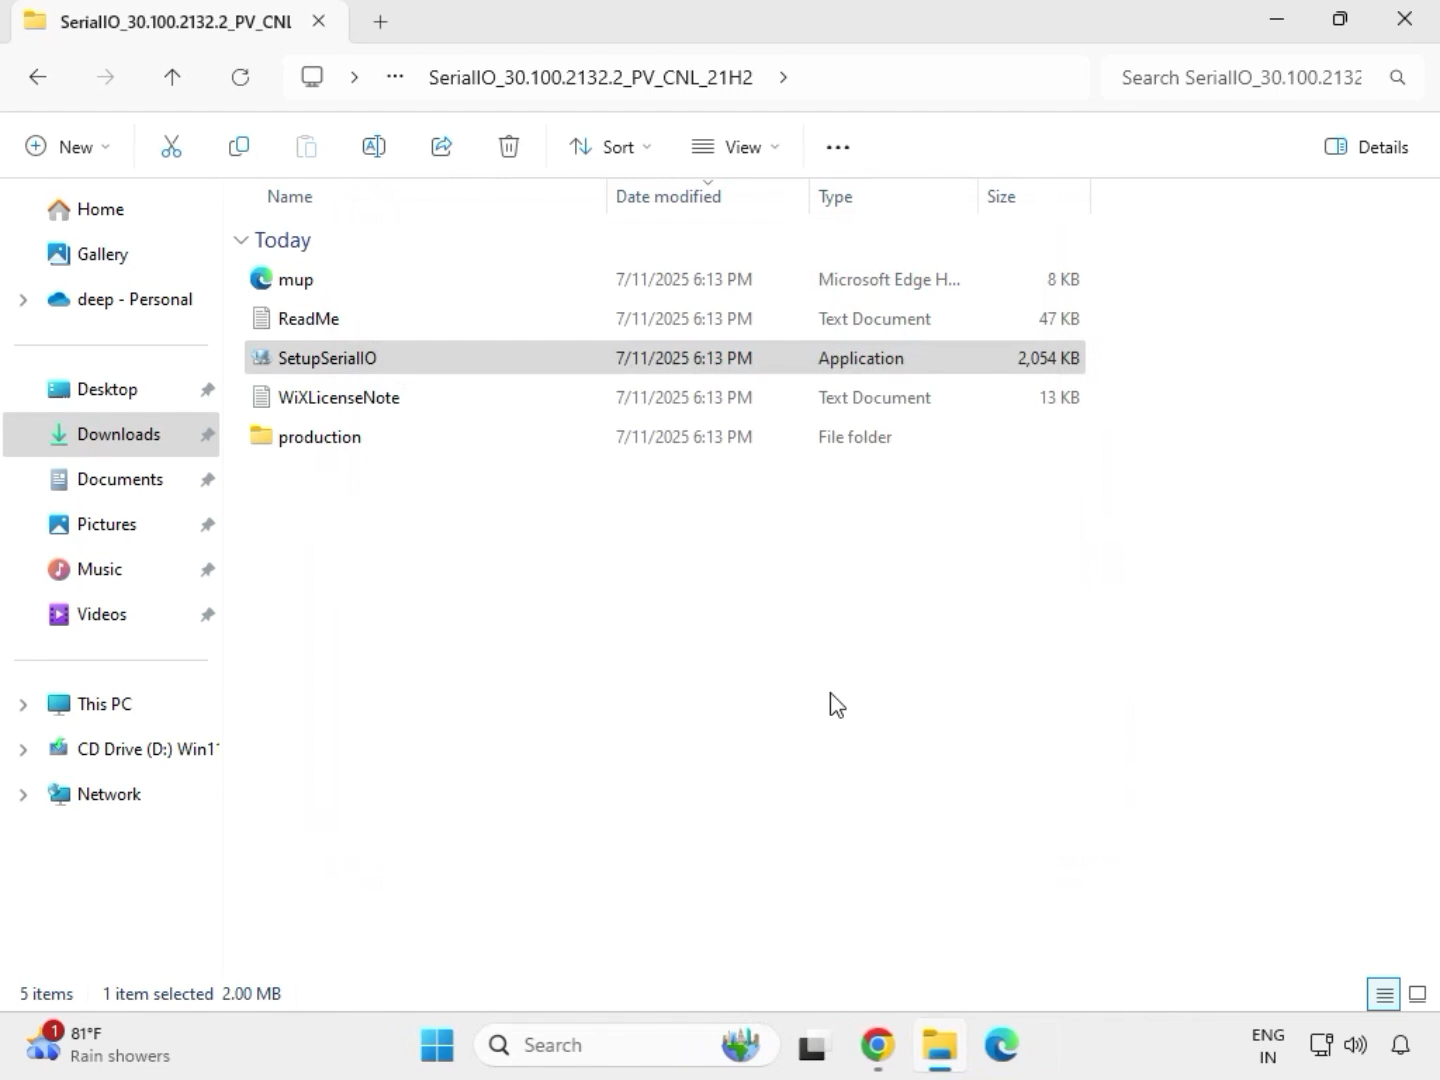 SerialIO_30.100.2132.2_PV_CNL
SerialIO_30.100.2132.2_PV_CNL_21H2
Search SerialIO_30.100.2132
New
Sort
View
Details
Name Date modified Type Size
Today
mup 7/11/2025 6:13 PM Microsoft Edge H... 8 KB
ReadMe 7/11/2025 6:13 PM Text Document 47 KB
SetupSerialIO 7/11/2025 6:13 PM Application 2,054 KB
WiXLicenseNote 7/11/2025 6:13 PM Text Document 13 KB
production 7/11/2025 6:13 PM File folder
Home
Gallery
deep - Personal
Desktop
Downloads
Documents
Pictures
Music
Videos
This PC
CD Drive (D:) Win11
Network
5 items 1 item selected 2.00 MB
1
81°F
Rain showers
Search
ENG
IN